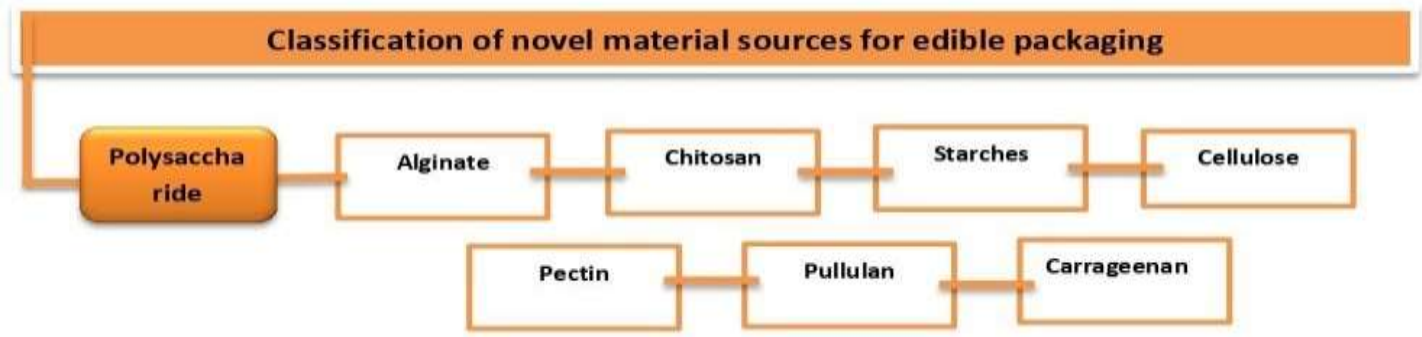 Classification of novel material sources for edible packaging
Polysaccha
ride
Alginate
Chitosan
Starches
Cellulose
Pectin
Pullulan
Carrageenan